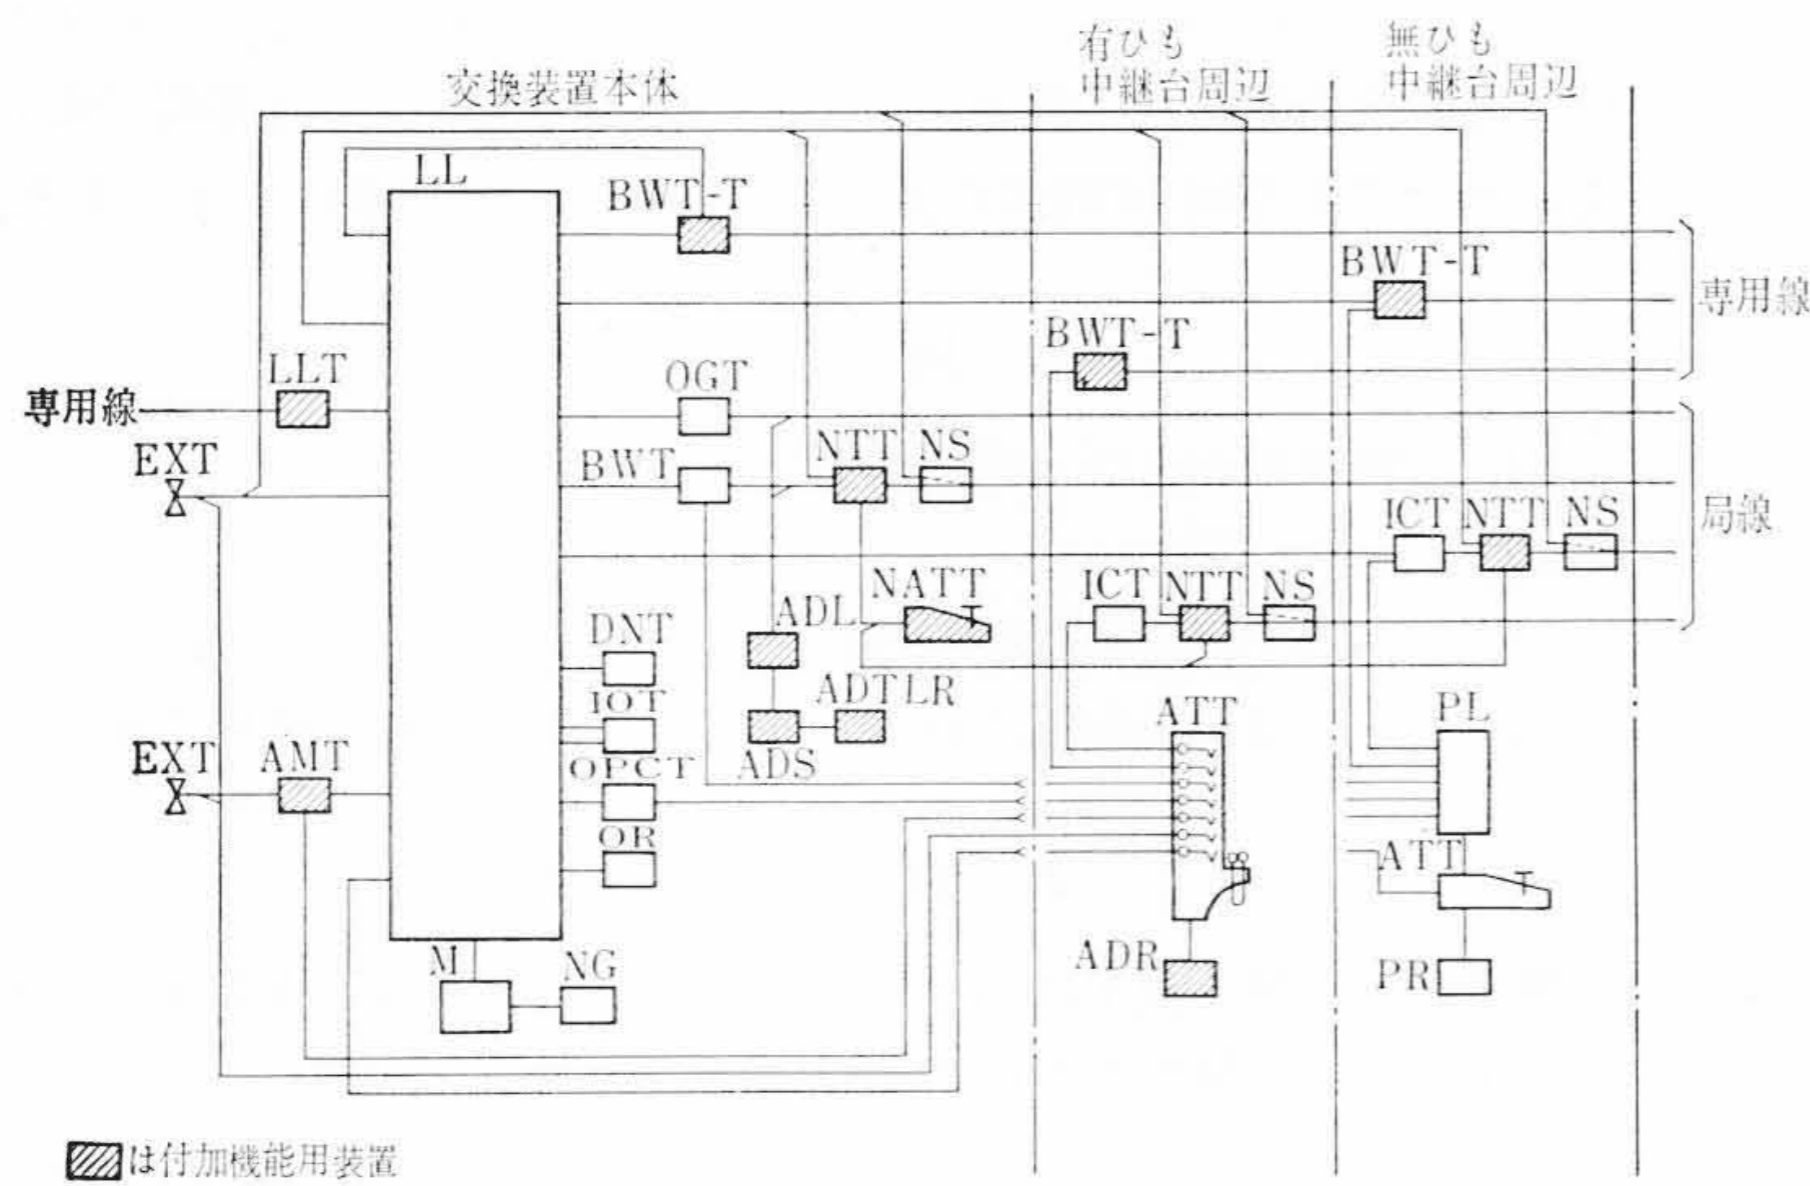 交換装置本体
有ひも
中継台周辺
無ひも
中継台周辺
LL
BWT-T
BWT-T
BWT-T
専用線
LLT
専用線
OGT
EXT
BWT
NTT
NS
ICT
NTT
NS
局線
NATT
ICT
NTT
NS
ADL
DNT
ADTLR
IOT
ATT
PL
EXT
AMT
OPCT
ADS
OR
ATT
M
NG
ADR
PR
は付加機能用装置